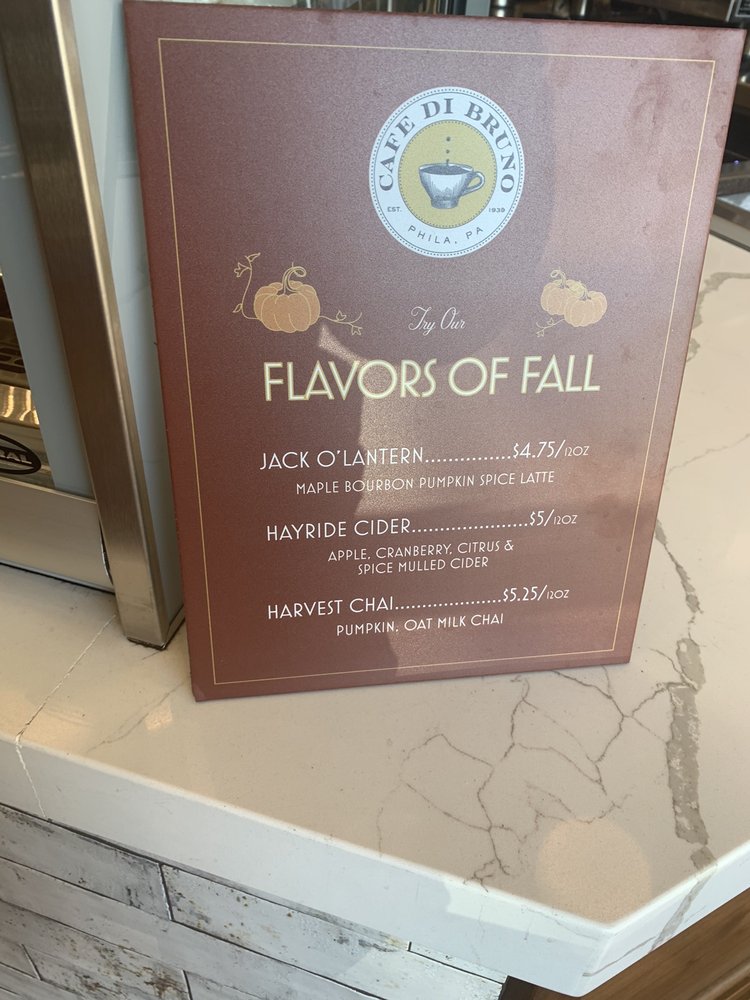 CAFE DI BRUNO
EST. 1939
PHILA, PA
Try Our
FLAVORS OF FALL
JACK O'LANTERN...............$4.75/12OZ
MAPLE BOURBON PUMPKIN SPICE LATTE
HAYRIDE CIDER.....................$5/12OZ
APPLE, CRANBERRY, CITRUS &
SPICE MULLED CIDER
HARVEST CHAI....................$5.25/12OZ
PUMPKIN, OAT MILK CHAI